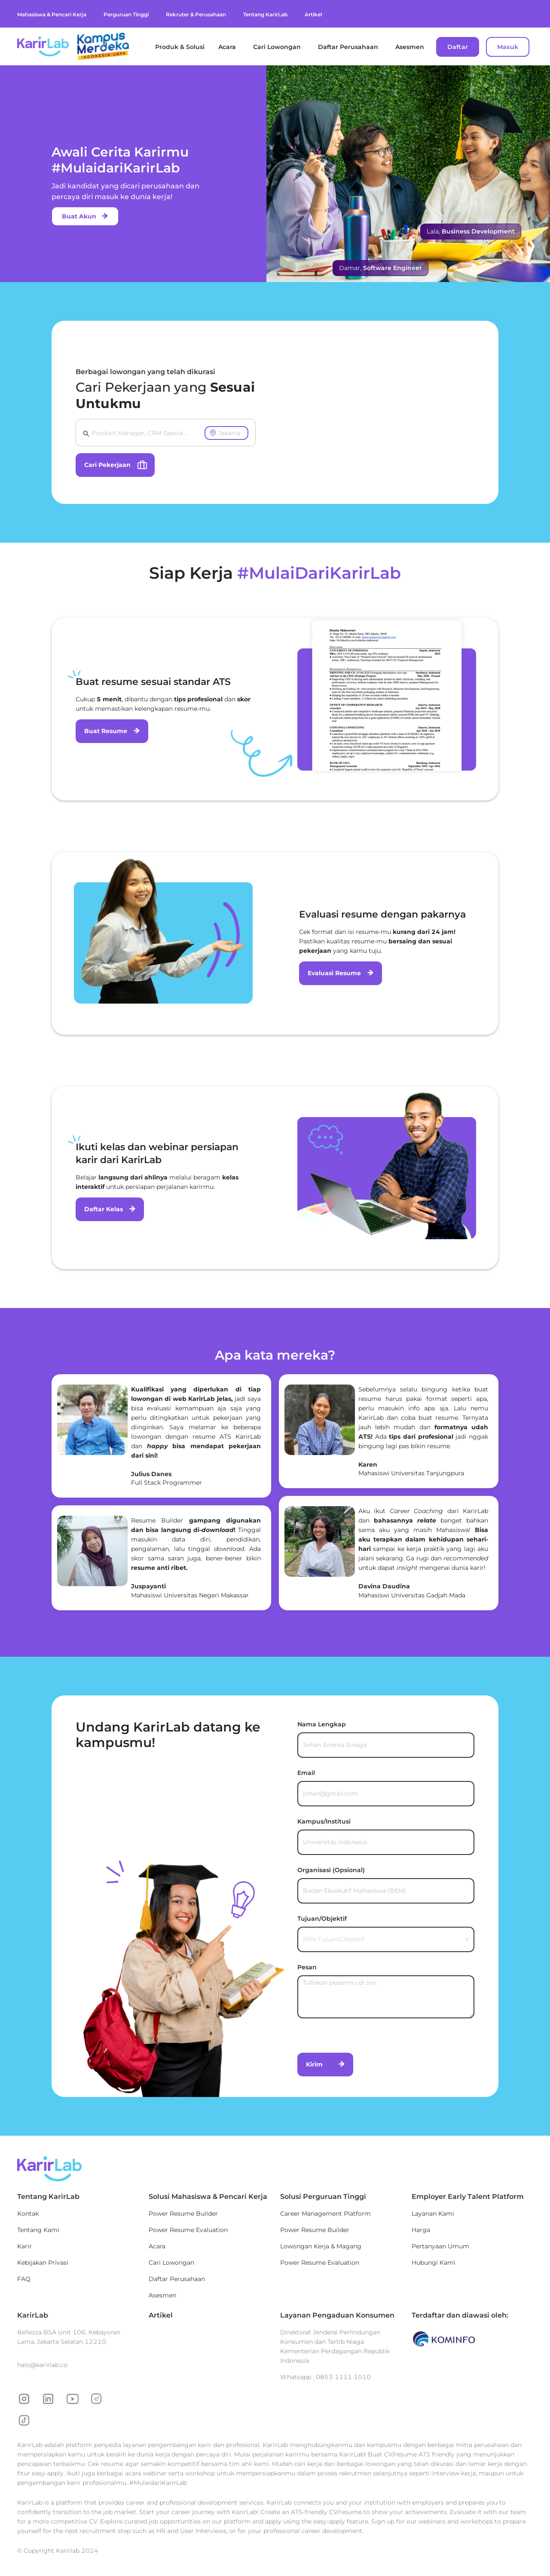 Mahasiswa & Pencari Kerja
Perguruan Tinggi
Rekruter & Perusahaan
Tentang KarirLab
Artikel
KarirLab
Kampus
Merdeka
INDONESIA JAYA
Produk & Solusi
Acara
Cari Lowongan
Daftar Perusahaan
Asesmen
Daftar
Masuk
Awali Cerita Karirmu
#MulaidariKarirLab
Jadi kandidat yang dicari perusahaan dan
percaya diri masuk ke dunia kerja!
Buat Akun
Lala, Business Development
Damar, Software Engineer
Berbagai lowongan yang telah dikurasi
Cari Pekerjaan yang Sesuai
Untukmu
Product Manager, CRM Specia...
Jakarta
Cari Pekerjaan
Siap Kerja #MulaiDariKarirLab
Buat resume sesuai standar ATS
Cukup 5 menit, dibantu dengan tips profesional dan skor
untuk memastikan kelengkapan resume-mu.
Buat Resume
Evaluasi resume dengan pakarnya
Cek format dan isi resume-mu kurang dari 24 jam!
Pastikan kualitas resume-mu bersaing dan sesuai
pekerjaan yang kamu tuju.
Evaluasi Resume
Ikuti kelas dan webinar persiapan
karir dari KarirLab
Belajar langsung dari ahlinya melalui beragam kelas
interaktif untuk persiapan perjalanan karirmu.
Daftar Kelas
Apa kata mereka?
Kualifikasi yang diperlukan di tiap
lowongan di web KarirLab jelas, jadi saya
bisa evaluasi kemampuan aja saja yang
perlu ditingkatkan untuk pekerjaan yang
diinginkan. Saya melamar ke beberapa
lowongan dengan resume ATS KarirLab
dan happy bisa mendapat pekerjaan
dari sini!
Julius Danes
Full Stack Programmer
Resume Builder gampang digunakan
dan bisa langsung di-download! Tinggal
masukin data diri, pendidikan,
pengalaman, lalu tinggal download. Ada
skor sama saran juga, bener-bener bikin
resume anti ribet.
Juspayanti
Mahasiswi Universitas Negeri Makassar
Sebelumnya selalu bingung ketika buat
resume harus pakai format seperti apa,
perlu masukin info apa aja. Lalu nemu
KarirLab dan coba buat resume. Ternyata
jauh lebih mudah dan formatnya udah
ATS! Ada tips dari profesional jadi nggak
bingung lagi pas bikin resume.
Karen
Mahasiswi Universitas Tanjungpura
Aku ikut Career Coaching dari KarirLab
dan bahasannya relate banget bahkan
sama aku yang masih Mahasiswa! Bisa
aku terapkan dalam kehidupan sehari-
hari sampai ke kerja praktik yang lagi aku
jalani sekarang. Ga rugi dan recommended
untuk dapat insight mengenai dunia karir!
Davina Daudina
Mahasiswi Universitas Gadjah Mada
Undang KarirLab datang ke
kampusmu!
Nama Lengkap
Johan Andrea Sinaga
Email
johan@gmail.com
Kampus/Institusi
Universitas Indonesia
Organisasi (Opsional)
Badan Eksekutif Mahasiswa (BEM)
Tujuan/Objektif
Pilih Tujuan/Objektif
Pesan
Tuliskan pesanmu di sini
Kirim
KarirLab
Tentang KarirLab
Kontak
Tentang Kami
Karir
Kebijakan Privasi
FAQ
Solusi Mahasiswa & Pencari Kerja
Power Resume Builder
Power Resume Evaluation
Acara
Cari Lowongan
Daftar Perusahaan
Asesmen
Solusi Perguruan Tinggi
Career Management Platform
Power Resume Builder
Lowongan Kerja & Magang
Power Resume Evaluation
Employer Early Talent Platform
Layanan Kami
Harga
Pertanyaan Umum
Hubungi Kami
KarirLab
Bellezza BSA Unit 106, Kebayoran
Lama, Jakarta Selatan 12210
halo@karirlab.co
Artikel
Layanan Pengaduan Konsumen
Direktorat Jenderal Perlindungan
Konsumen dan Tertib Niaga
Kementerian Perdagangan Republik
Indonesia
Whatsapp : 0853 1111 1010
Terdaftar dan diawasi oleh:
KOMINFO
KarirLab adalah platform penyedia layanan pengembangan karir dan profesional. KarirLab menghubungkanmu dan kampusmu dengan berbagai mitra perusahaan dan
mempersiapkan kamu untuk beralih ke dunia kerja dengan percaya diri. Mulai perjalanan karirmu bersama KarirLab! Buat CV/resume ATS friendly yang menunjukkan
pencapaian terbaikmu. Cek resume agar semakin kompetitif bersama tim ahli kami. Mudah cari kerja dari berbagai lowongan yang telah dikurasi dan lamar kerja dengan
fitur easy-apply. Ikuti juga berbagai acara webinar serta workshop untuk mempersiapkanmu dalam proses rekrutmen selanjutnya seperti interview kerja; maupun untuk
pengembangan karir profesionalmu. #MulaidariKarirLab
KarirLab is a platform that provides career and professional development services. KarirLab connects you and your institution with employers and prepares you to
confidently transition to the job market. Start your career journey with KarirLab! Create an ATS-friendly CV/resume to show your achievements. Evaluate it with our team
for a more competitive CV. Explore curated job opportunities on our platform and apply using the easy-apply feature. Sign up for our webinars and workshops to prepare
yourself for the next recruitment step such as HR and User Interviews, or for your professional career development.
© Copyright Karirlab 2024